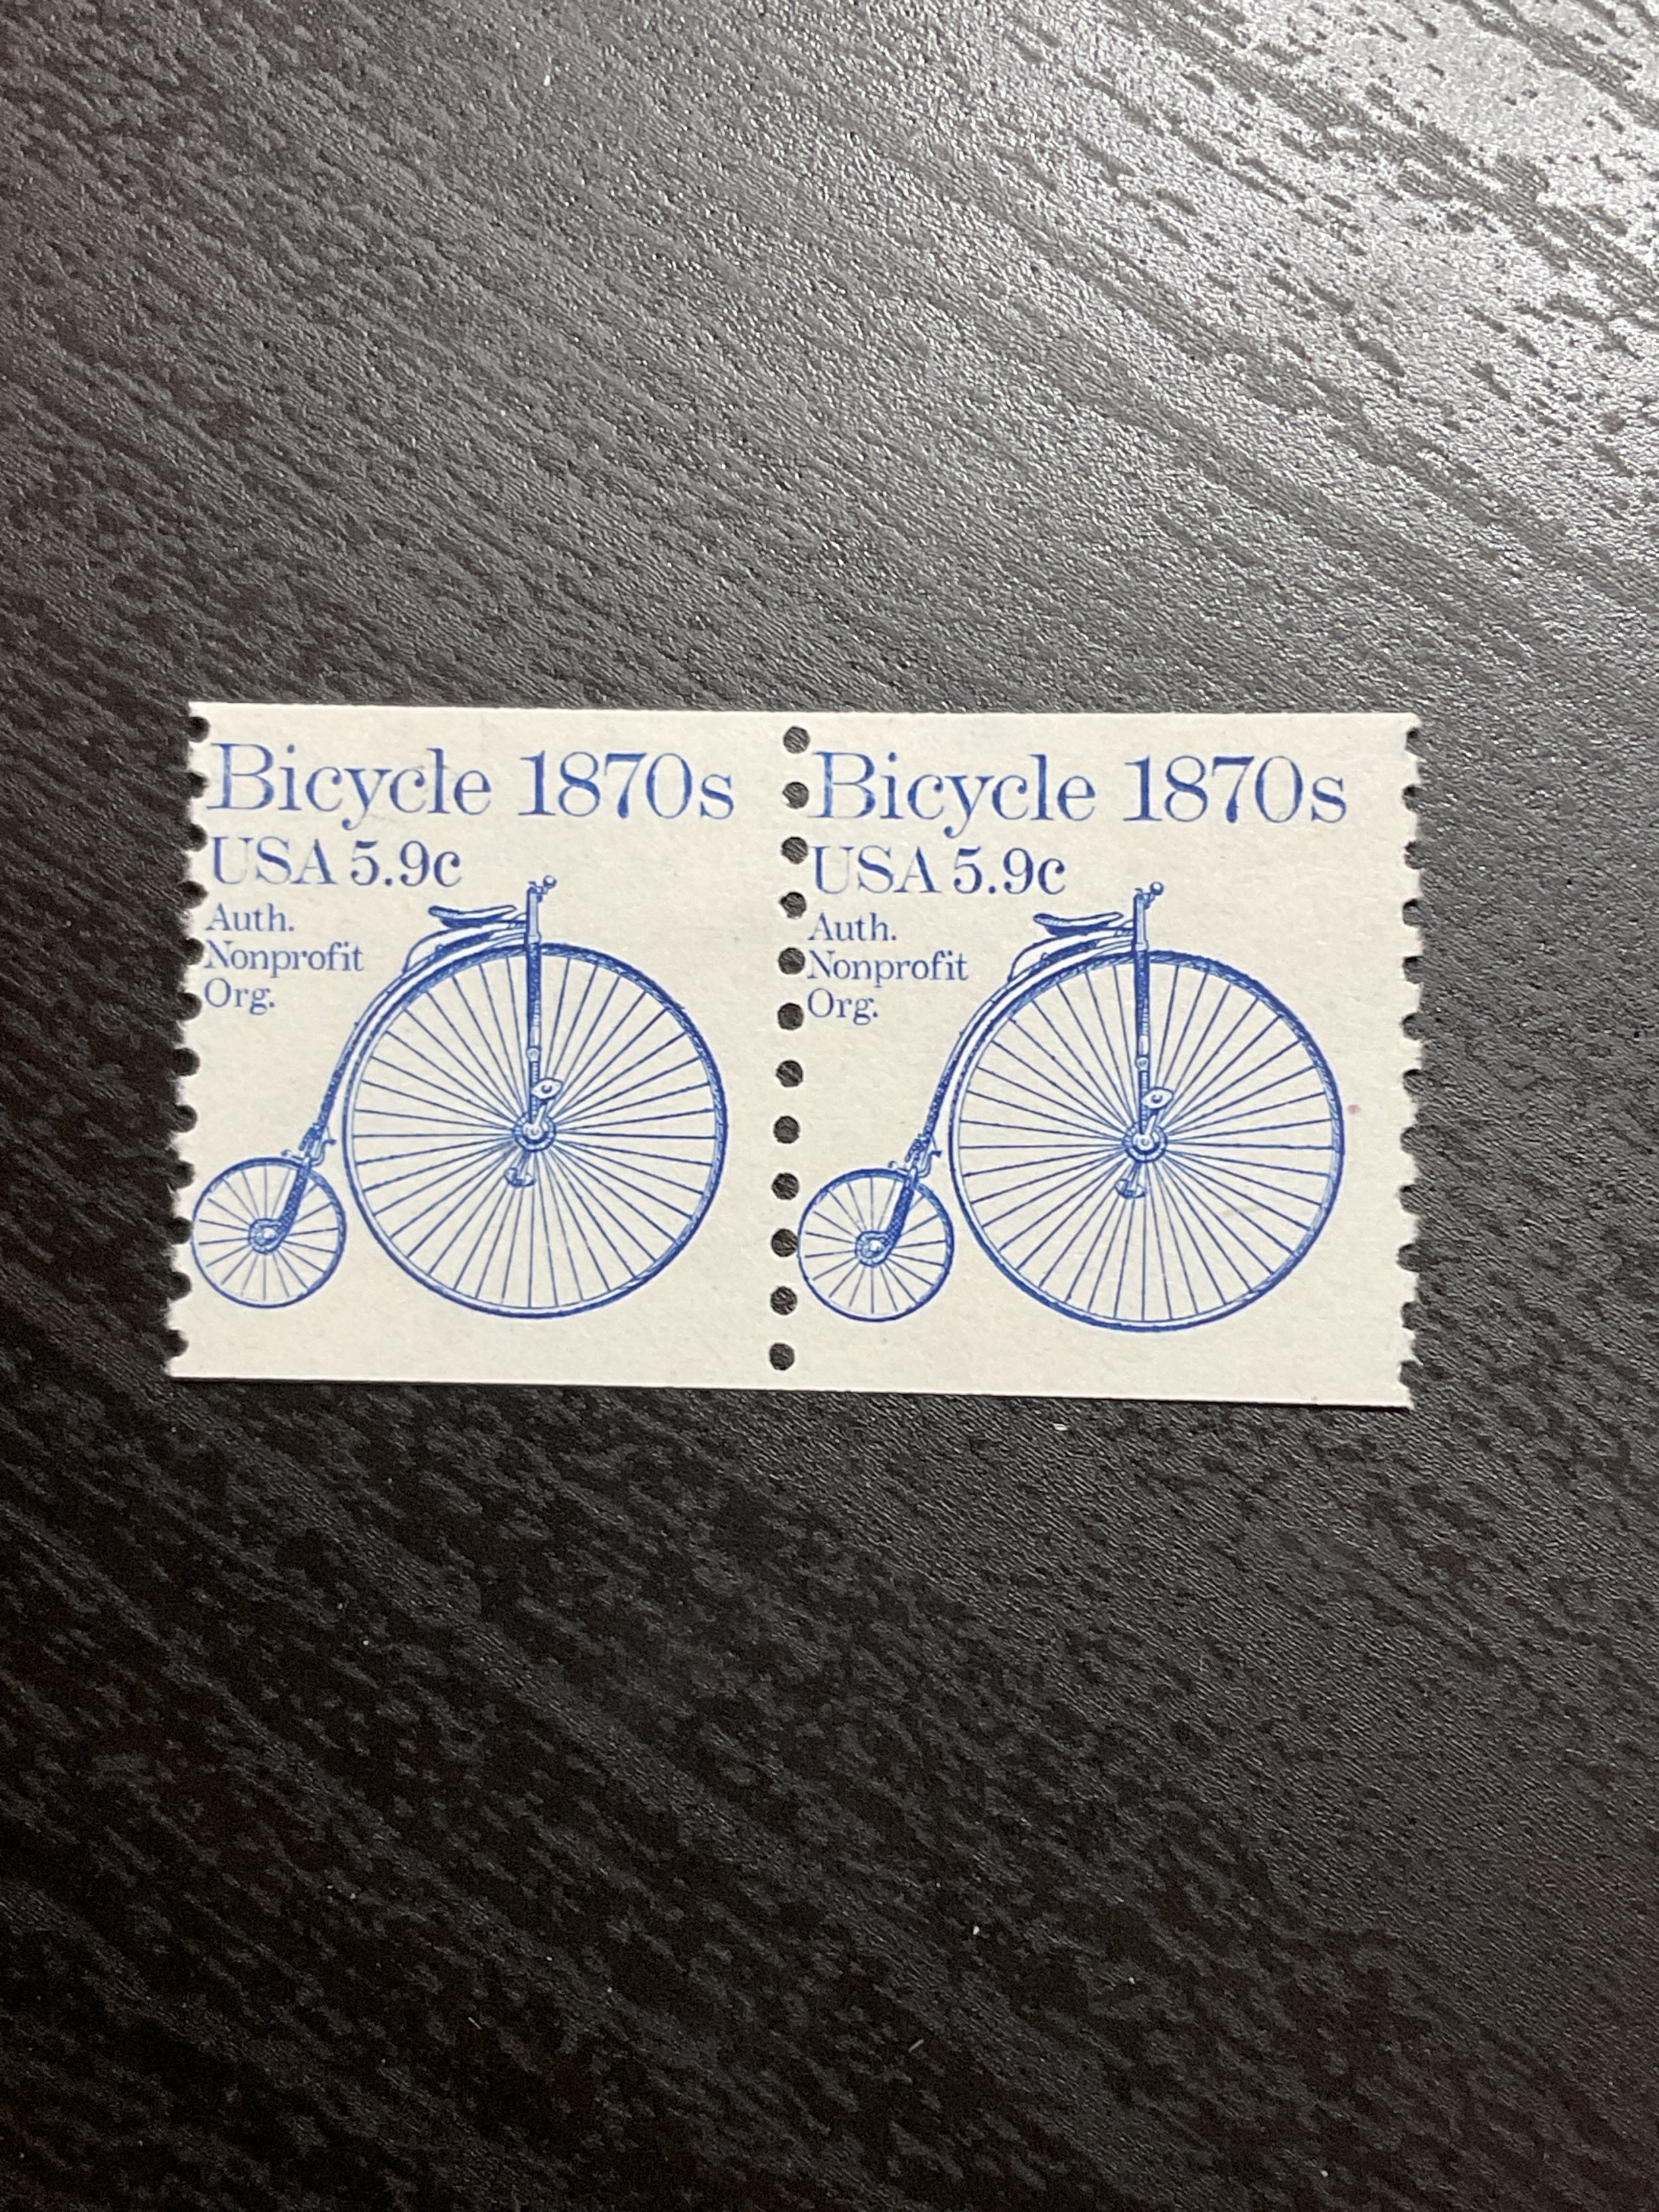 Bicycle 1870s
USA 5.9c
Auth.
Nonprofit
Org.
Bicycle 1870s
USA 5.9c
Auth.
Nonprofit
Org.